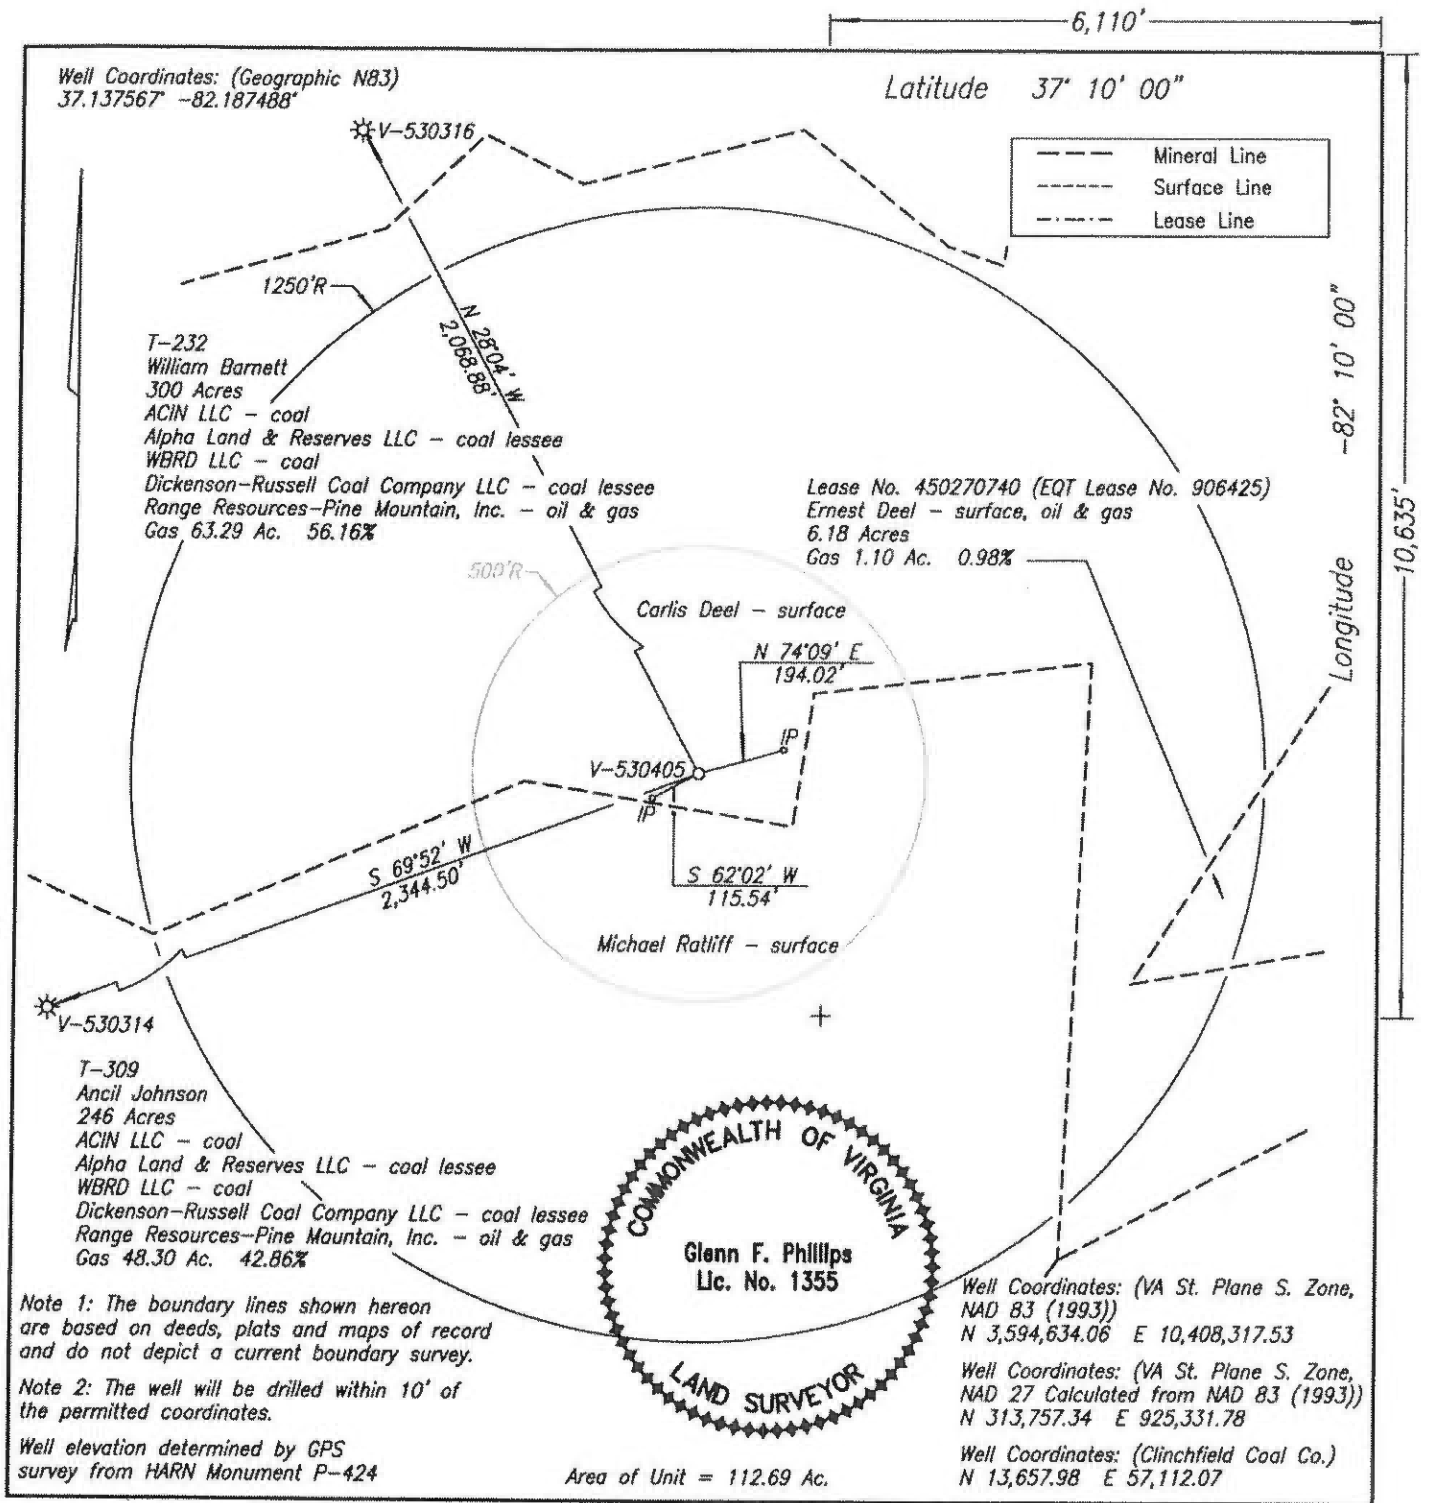 6,110'
Well Coordinates: (Geographic N83)
37.137567° -82.187488°
Latitude 37° 10' 00"
V-530316
Mineral Line
Surface Line
Lease Line
1250'R
N 28°04' W
2,068.88'
-82° 10' 00"
Longitude
10,635'
T-232
William Barnett
300 Acres
ACIN LLC - coal
Alpha Land & Reserves LLC - coal lessee
WBRD LLC - coal
Dickenson-Russell Coal Company LLC - coal lessee
Range Resources-Pine Mountain, Inc. - oil & gas
Gas 63.29 Ac. 56.16%
Lease No. 450270740 (EQT Lease No. 906425)
Ernest Deel - surface, oil & gas
6.18 Acres
Gas 1.10 Ac. 0.98%
500'R
Carlis Deel - surface
N 74°09' E
194.02'
IP
V-530405
IP
S 69°52' W
2,344.50'
S 62°02' W
115.54'
Michael Ratliff - surface
V-530314
T-309
Ancil Johnson
246 Acres
ACIN LLC - coal
Alpha Land & Reserves LLC - coal lessee
WBRD LLC - coal
Dickenson-Russell Coal Company LLC - coal lessee
Range Resources-Pine Mountain, Inc. - oil & gas
Gas 48.30 Ac. 42.86%
COMMONWEALTH OF VIRGINIA
Glenn F. Phillips
Lic. No. 1355
LAND SURVEYOR
Note 1: The boundary lines shown hereon
are based on deeds, plats and maps of record
and do not depict a current boundary survey.
Note 2: The well will be drilled within 10' of
the permitted coordinates.
Well elevation determined by GPS
survey from HARN Monument P-424
Area of Unit = 112.69 Ac.
Well Coordinates: (VA St. Plane S. Zone,
NAD 83 (1993))
N 3,594,634.06 E 10,408,317.53
Well Coordinates: (VA St. Plane S. Zone,
NAD 27 Calculated from NAD 83 (1993))
N 313,757.34 E 925,331.78
Well Coordinates: (Clinchfield Coal Co.)
N 13,657.98 E 57,112.07